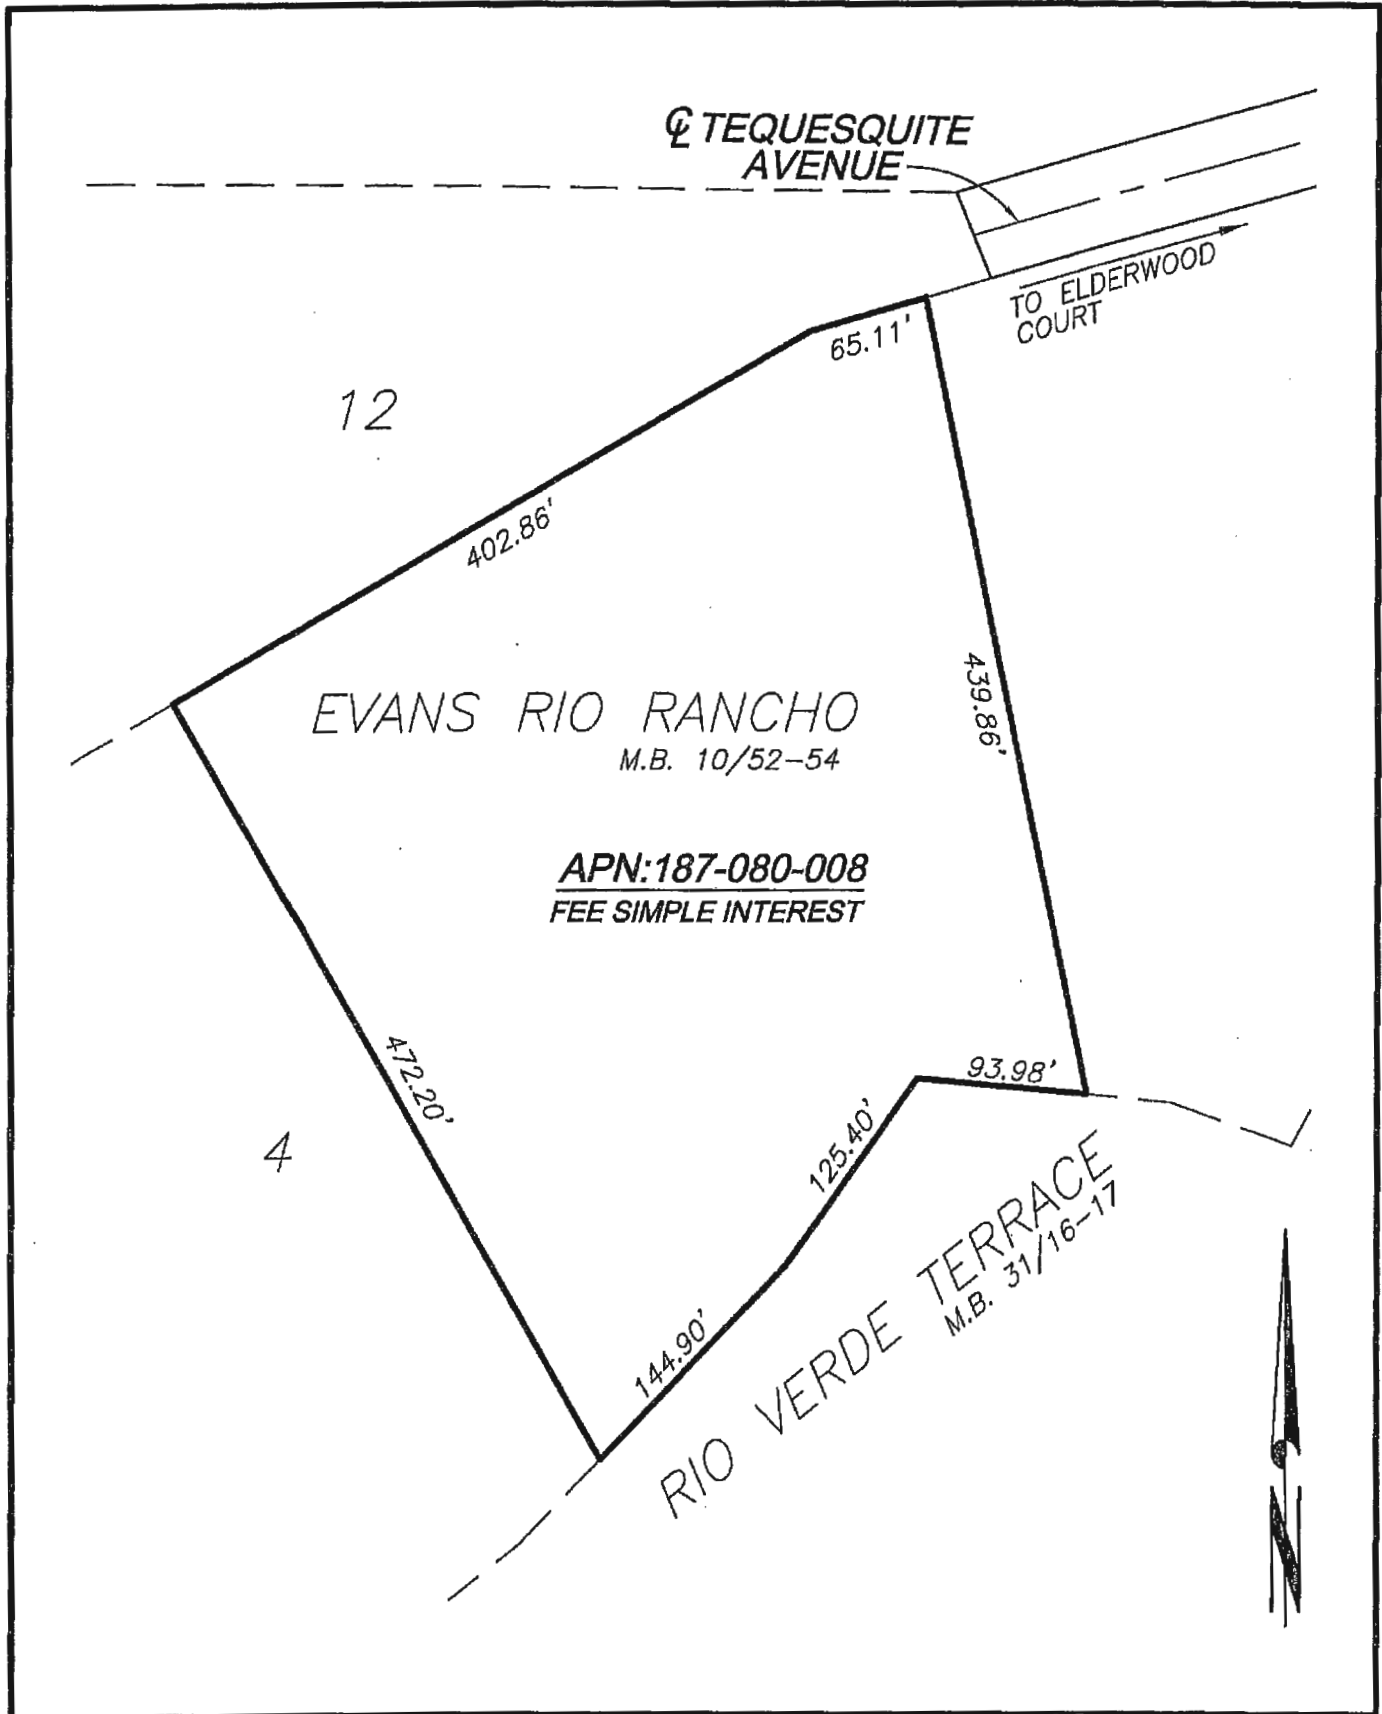 ℄ TEQUESQUITE
AVENUE
TO ELDERWOOD
COURT
65.11'
12
402.86'
439.86'
EVANS RIO RANCHO
M.B. 10/52-54
APN:187-080-008
FEE SIMPLE INTEREST
472.20'
93.98'
125.40'
4
RIO VERDE TERRACE
M.B. 31/16-17
144.90'
N